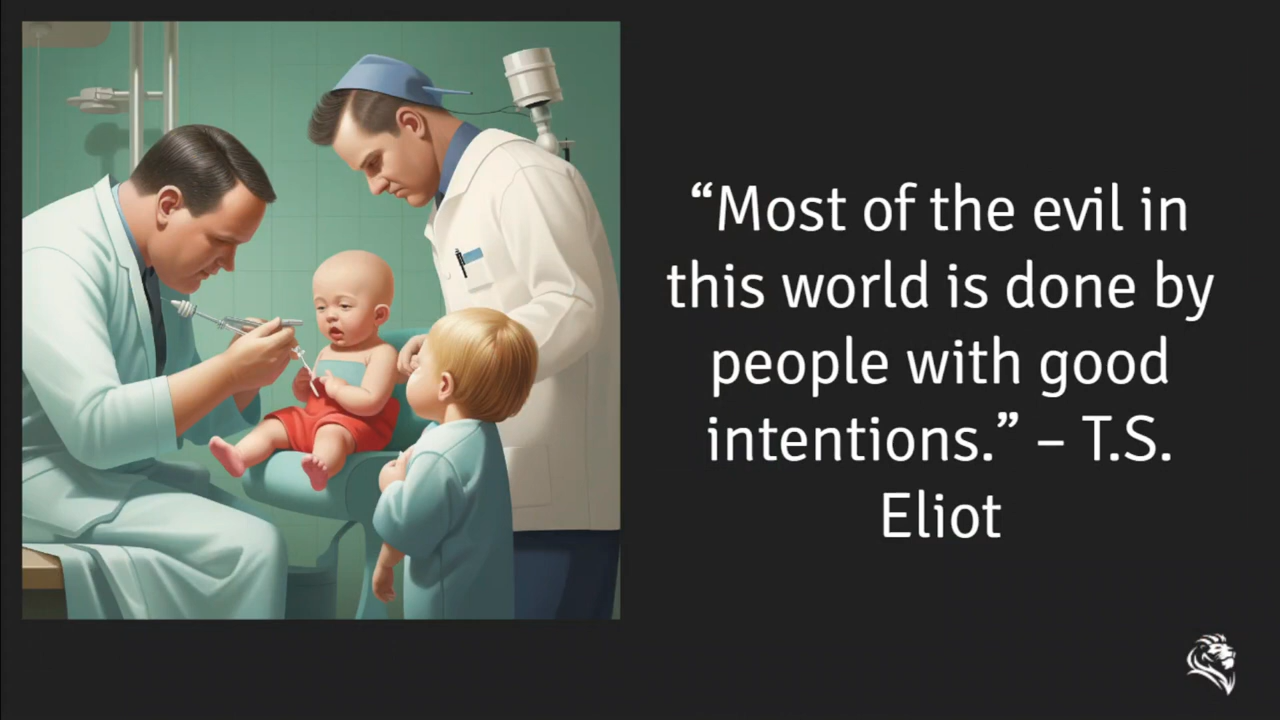 “Most of the evil in
this world is done by
people with good
intentions.” – T.S.
Eliot